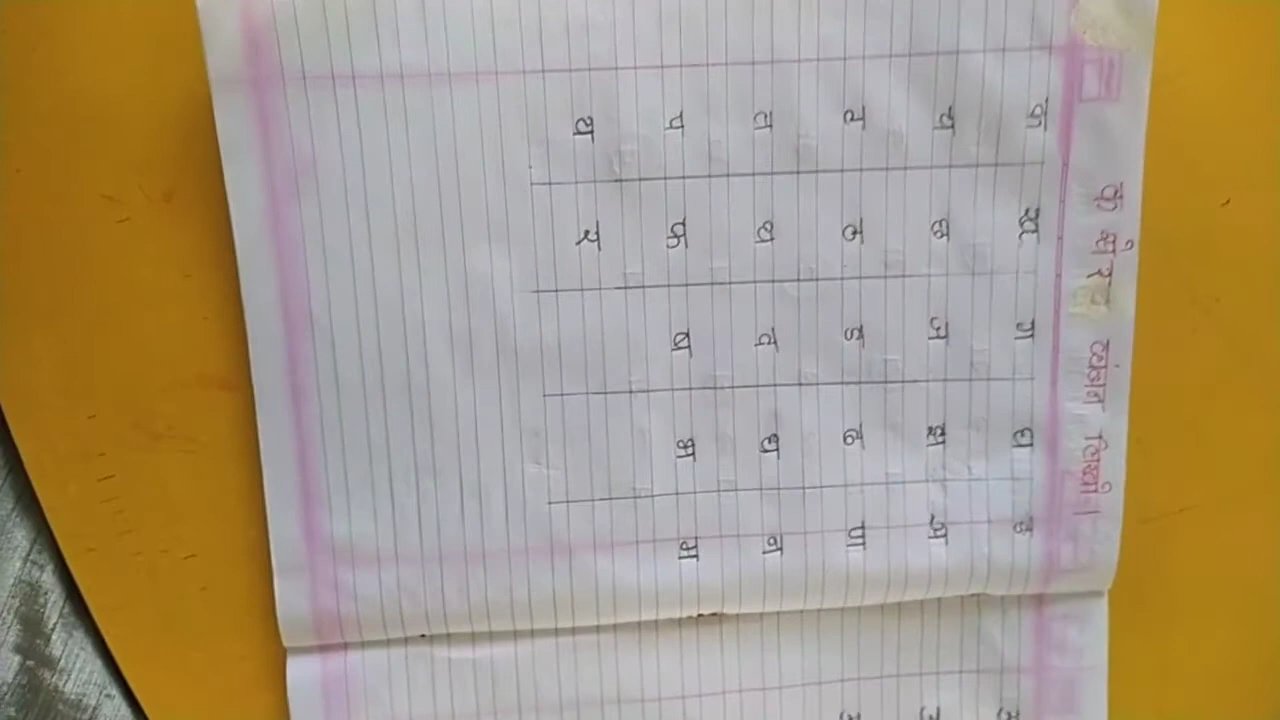 क से र व्यंजन लिखो।
क ख ग घ ङ
च छ ज झ ञ
ट ठ ड ढ ण
त थ द ध न
प फ ब भ म
य र